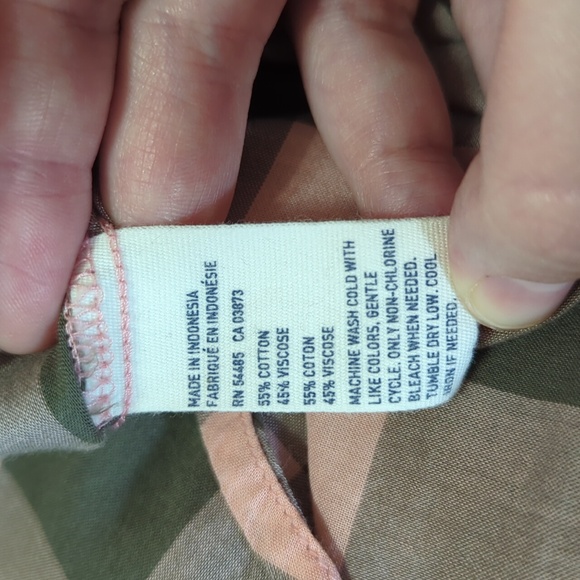 MADE IN INDONESIA
FABRIQUÉ EN INDONÉSIE
RN 54485 CA 03873
55% COTTON
45% VISCOSE
55% COTON
45% VISCOSE
MACHINE WASH COLD WITH
LIKE COLORS, GENTLE
CYCLE. ONLY NON-CHLORINE
BLEACH WHEN NEEDED.
TUMBLE DRY LOW. COOL
IRON IF NEEDED.